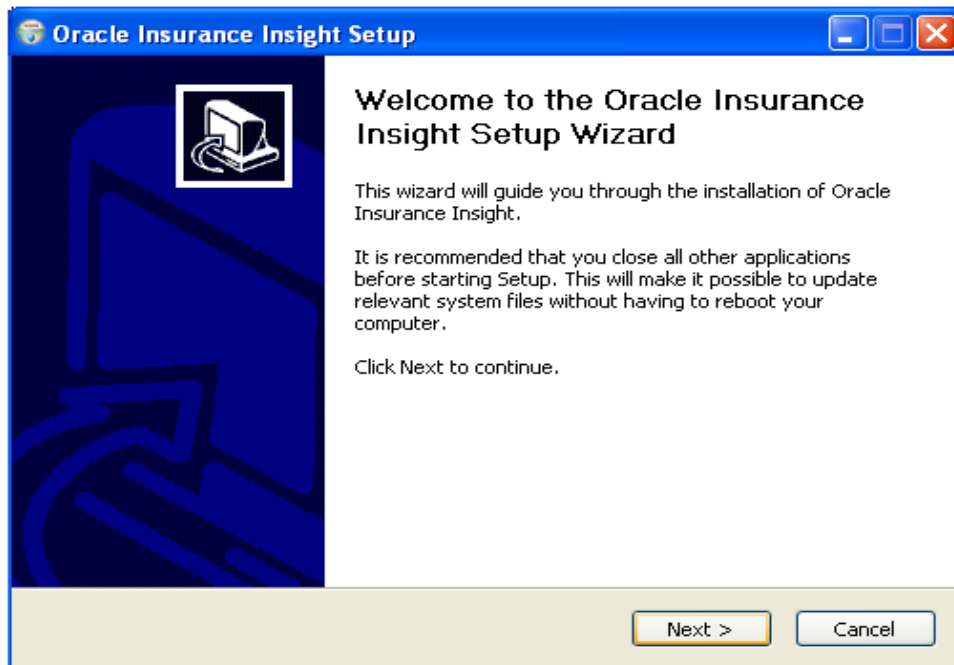 Oracle Insurance Insight Setup
Welcome to the Oracle Insurance
Insight Setup Wizard
This wizard will guide you through the installation of Oracle
Insurance Insight.
It is recommended that you close all other applications
before starting Setup. This will make it possible to update
relevant system files without having to reboot your
computer.
Click Next to continue.
Next >
Cancel